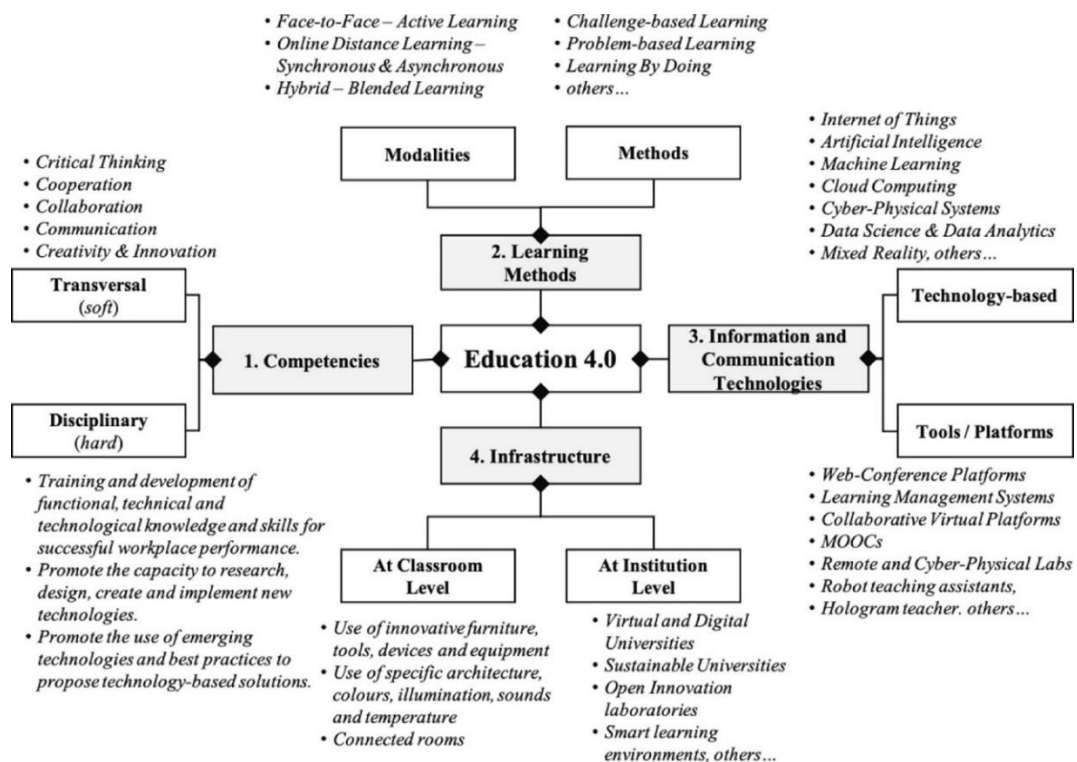 • Face-to-Face – Active Learning
• Online Distance Learning –
Synchronous & Asynchronous
• Hybrid – Blended Learning
• Challenge-based Learning
• Problem-based Learning
• Learning By Doing
• others…
Modalities
Methods
2. Learning
Methods
• Critical Thinking
• Cooperation
• Collaboration
• Communication
• Creativity & Innovation
Transversal
(soft)
1. Competencies
Disciplinary
(hard)
• Training and development of
functional, technical and
technological knowledge and skills for
successful workplace performance.
• Promote the capacity to research,
design, create and implement new
technologies.
• Promote the use of emerging
technologies and best practices to
propose technology-based solutions.
Education 4.0
• Internet of Things
• Artificial Intelligence
• Machine Learning
• Cloud Computing
• Cyber-Physical Systems
• Data Science & Data Analytics
• Mixed Reality, others…
Technology-based
3. Information and
Communication
Technologies
Tools / Platforms
• Web-Conference Platforms
• Learning Management Systems
• Collaborative Virtual Platforms
• MOOCs
• Remote and Cyber-Physical Labs
• Robot teaching assistants,
• Hologram teacher. others…
4. Infrastructure
At Classroom
Level
• Use of innovative furniture,
tools, devices and equipment
• Use of specific architecture,
colours, illumination, sounds
and temperature
• Connected rooms
At Institution
Level
• Virtual and Digital
Universities
• Sustainable Universities
• Open Innovation
laboratories
• Smart learning
environments, others…